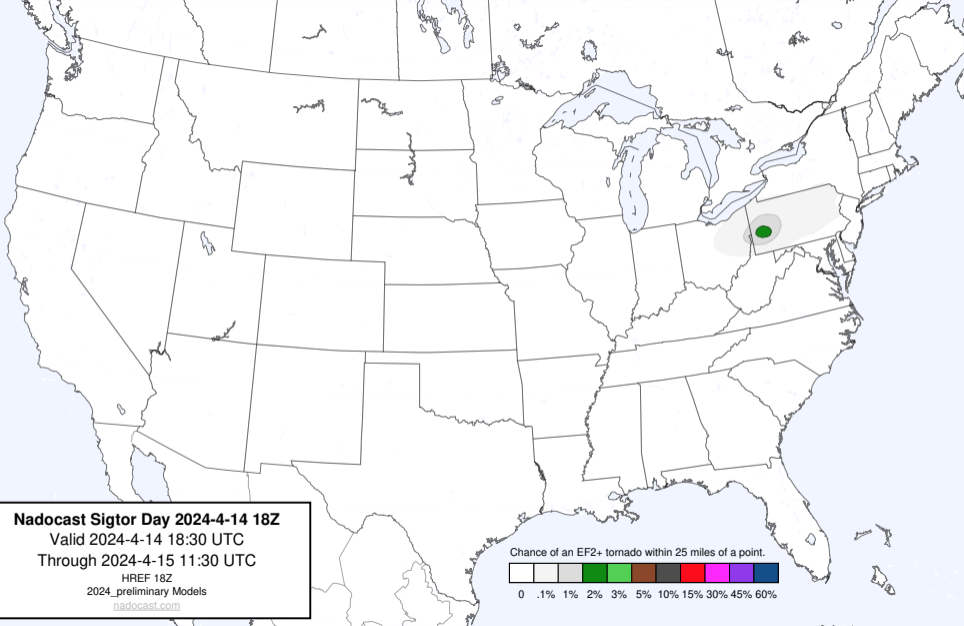 Nadocast Sigtor Day 2024-4-14 18Z
Valid 2024-4-14 18:30 UTC
Through 2024-4-15 11:30 UTC
HREF 18Z
2024_preliminary Models
nadocast.com
Chance of an EF2+ tornado within 25 miles of a point.
0 .1% 1% 2% 3% 5% 10% 15% 30% 45% 60%